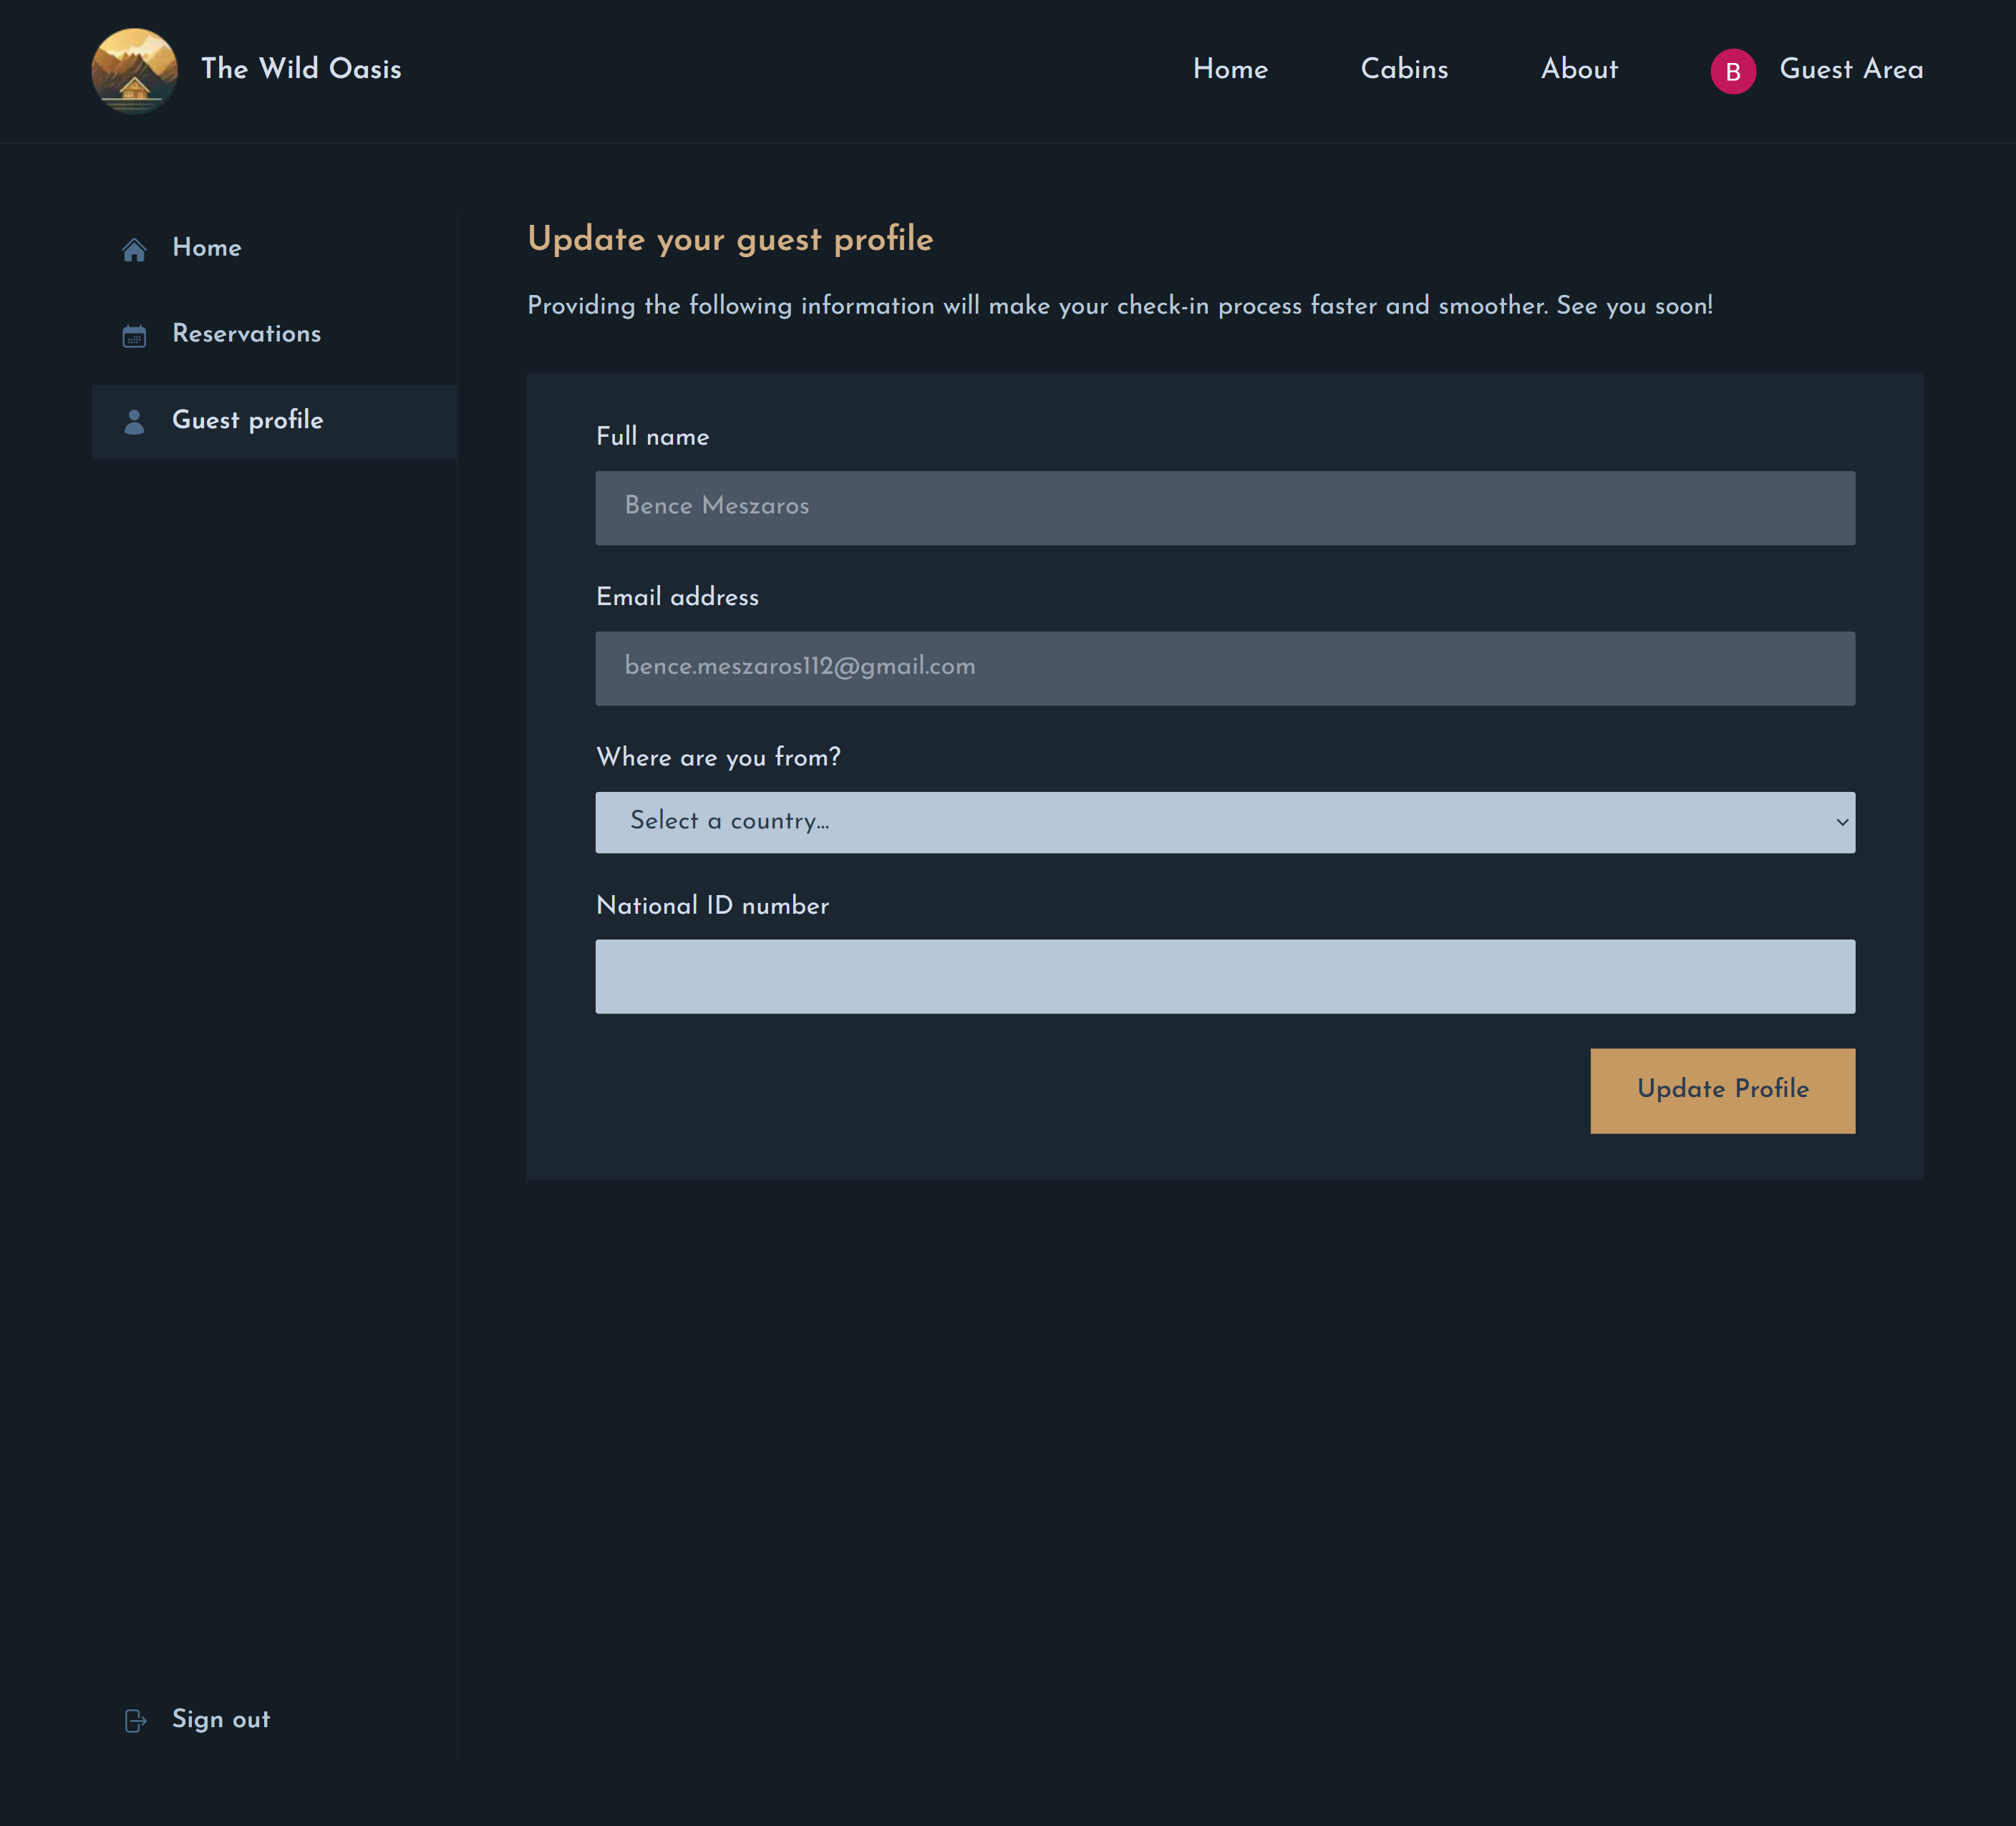 The Wild Oasis
Home
Cabins
About
B
Guest Area
Home
Reservations
Guest profile
Sign out
Update your guest profile
Providing the following information will make your check-in process faster and smoother. See you soon!
Full name
Bence Meszaros
Email address
bence.meszaros112@gmail.com
Where are you from?
Select a country...
National ID number
Update Profile